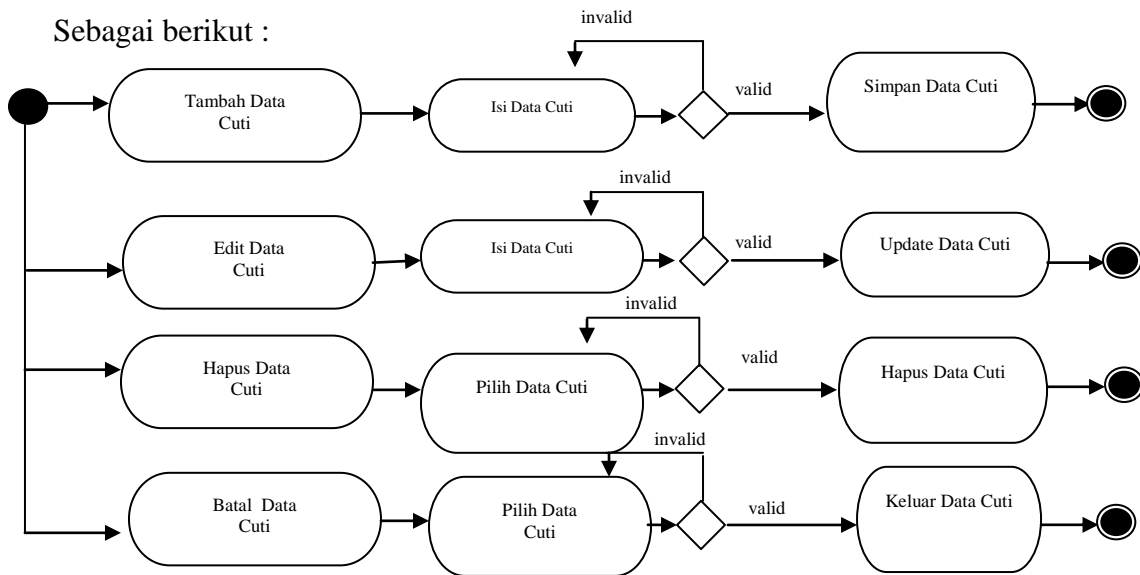 Sebagai berikut :
invalid
Tambah Data
Cuti
Isi Data Cuti
valid
Simpan Data Cuti
invalid
Edit Data
Cuti
Isi Data Cuti
valid
Update Data Cuti
invalid
Hapus Data
Cuti
Pilih Data Cuti
valid
Hapus Data Cuti
invalid
Batal Data
Cuti
Pilih Data
Cuti
valid
Keluar Data Cuti